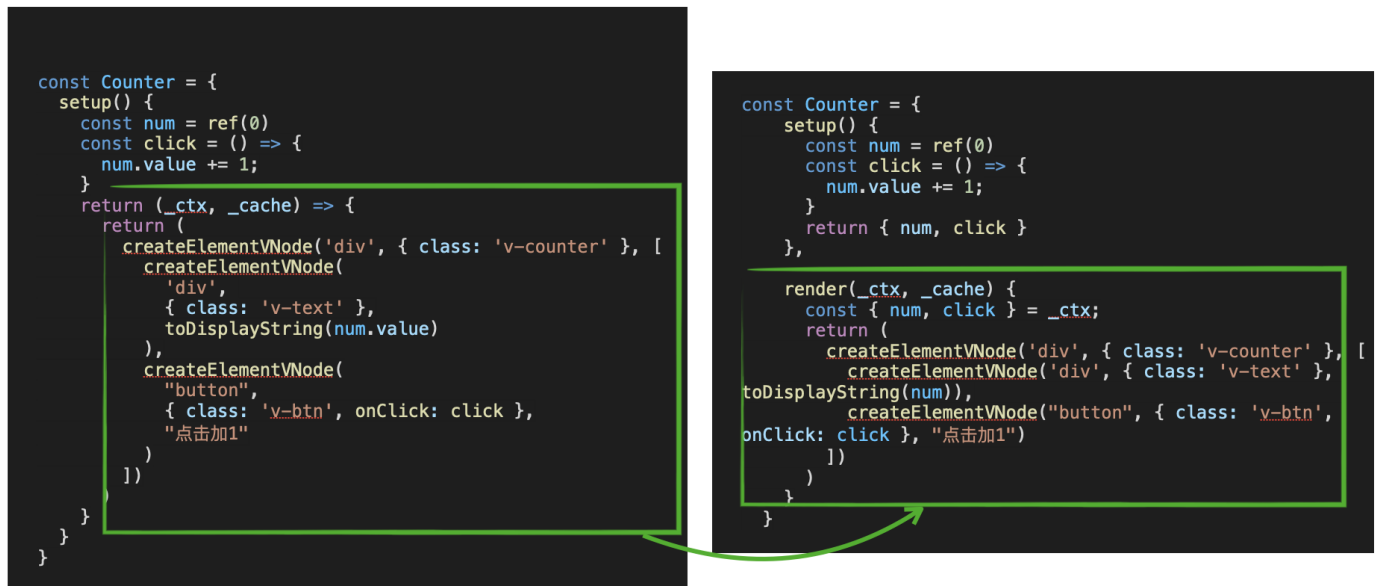 const Counter = {
setup() {
const num = ref(0)
const click = () => {
num.value += 1;
}
return (_ctx, _cache) => {
return (
createElementVNode('div', { class: 'v-counter' }, [
createElementVNode(
'div',
{ class: 'v-text' },
toDisplayString(num.value)
),
createElementVNode(
"button",
{ class: 'v-btn', onClick: click },
"点击加1"
)
])
)
}
}
}
const Counter = {
setup() {
const num = ref(0)
const click = () => {
num.value += 1;
}
return { num, click }
},
render(_ctx, _cache) {
const { num, click } = _ctx;
return (
createElementVNode('div', { class: 'v-counter' }, [
createElementVNode('div', { class: 'v-text' },
toDisplayString(num)),
createElementVNode("button", { class: 'v-btn',
onClick: click }, "点击加1")
])
)
}
}